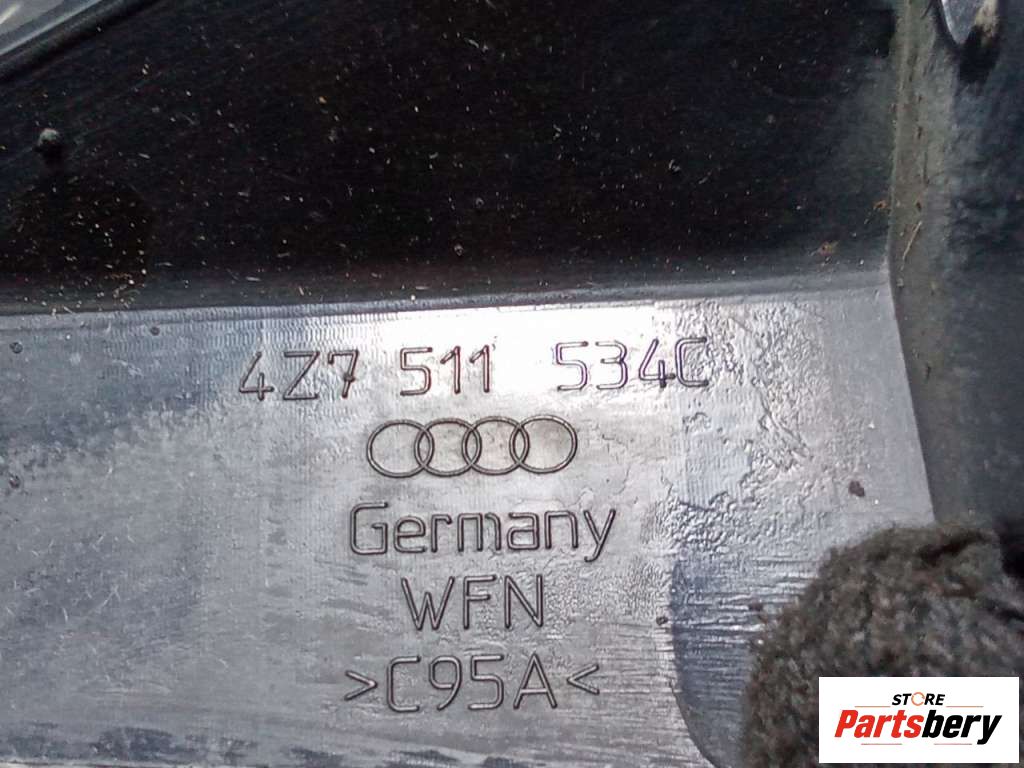 4Z7 511 534C
Germany
WFN
>C95A<
STORE
Partsbery